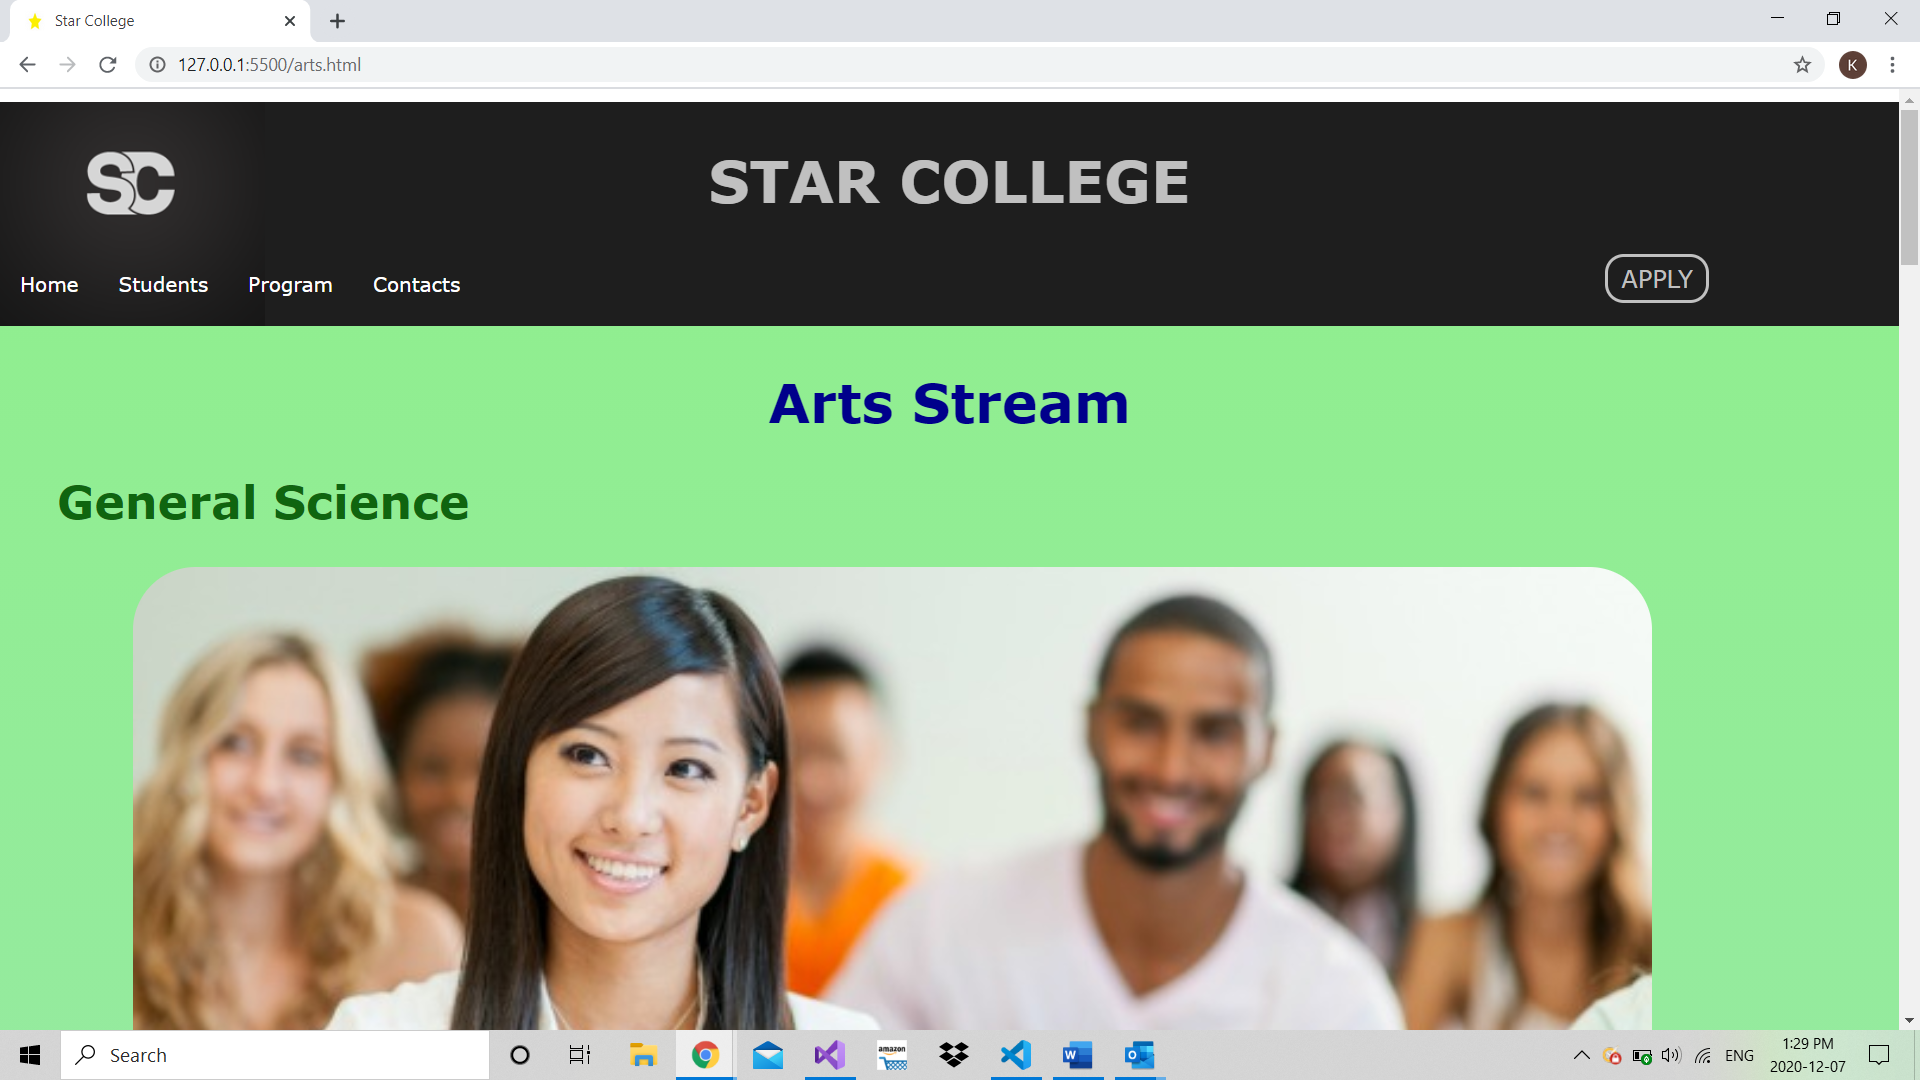 Star College
127.0.0.1:5500/arts.html
K
SC
STAR COLLEGE
Home Students Program Contacts
APPLY
Arts Stream
General Science
Search
amazon
W
O
ENG
1:29 PM
2020-12-07